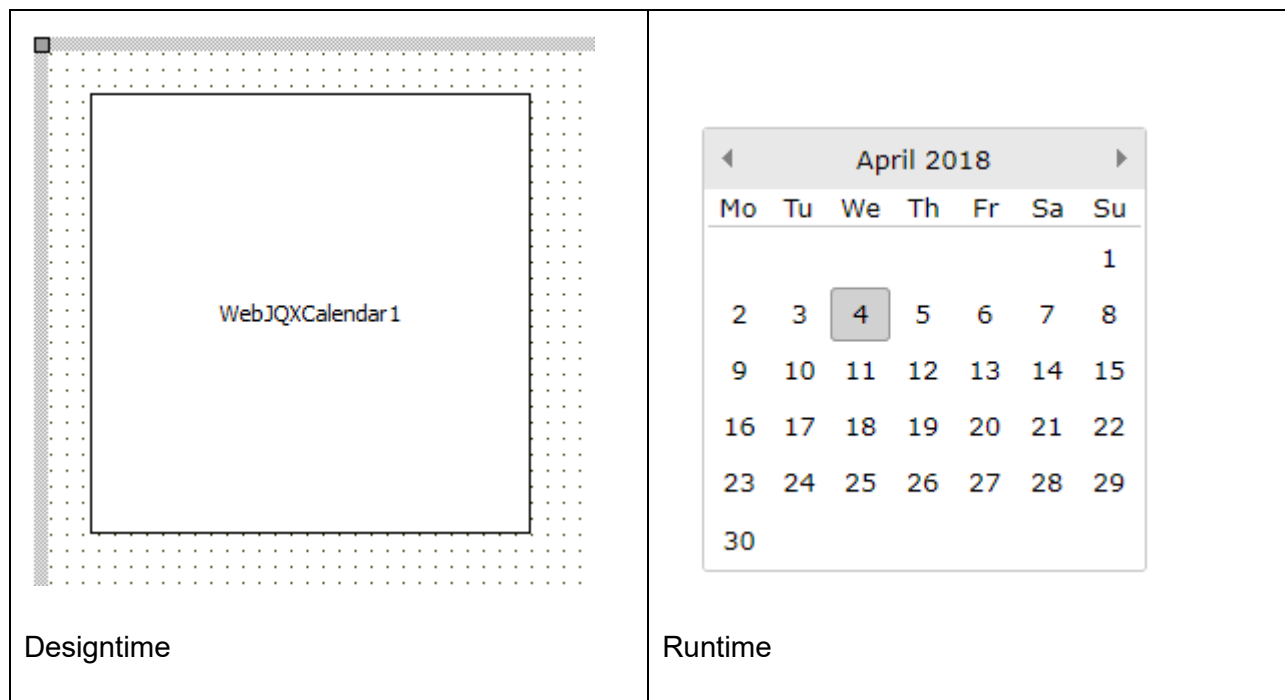 WebJQXCalendar1
Designtime
April 2018
Mo Tu We Th Fr Sa Su
1
2 3 4 5 6 7 8
9 10 11 12 13 14 15
16 17 18 19 20 21 22
23 24 25 26 27 28 29
30
Runtime